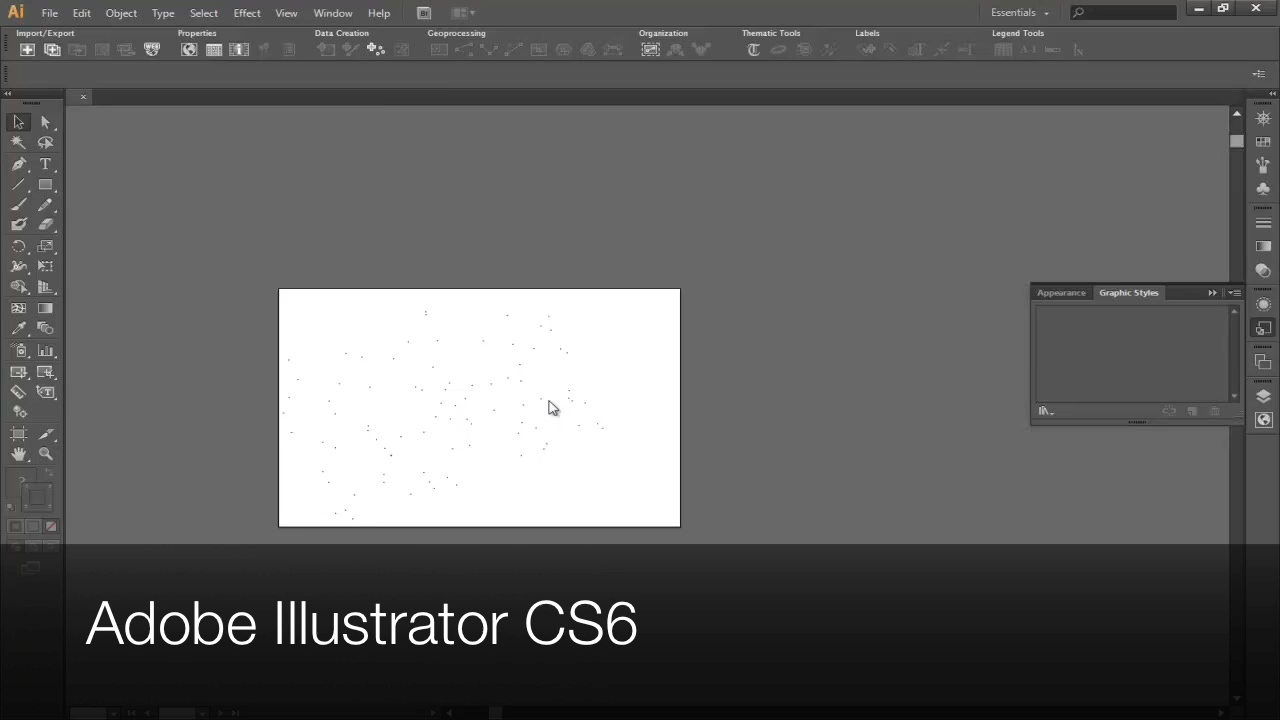 Ai File Edit Object Type Select Effect View Window Help Br Essentials
Import/Export Properties Data Creation Geoprocessing Organization Thematic Tools Labels Legend Tools
Appearance Graphic Styles
Adobe Illustrator CS6